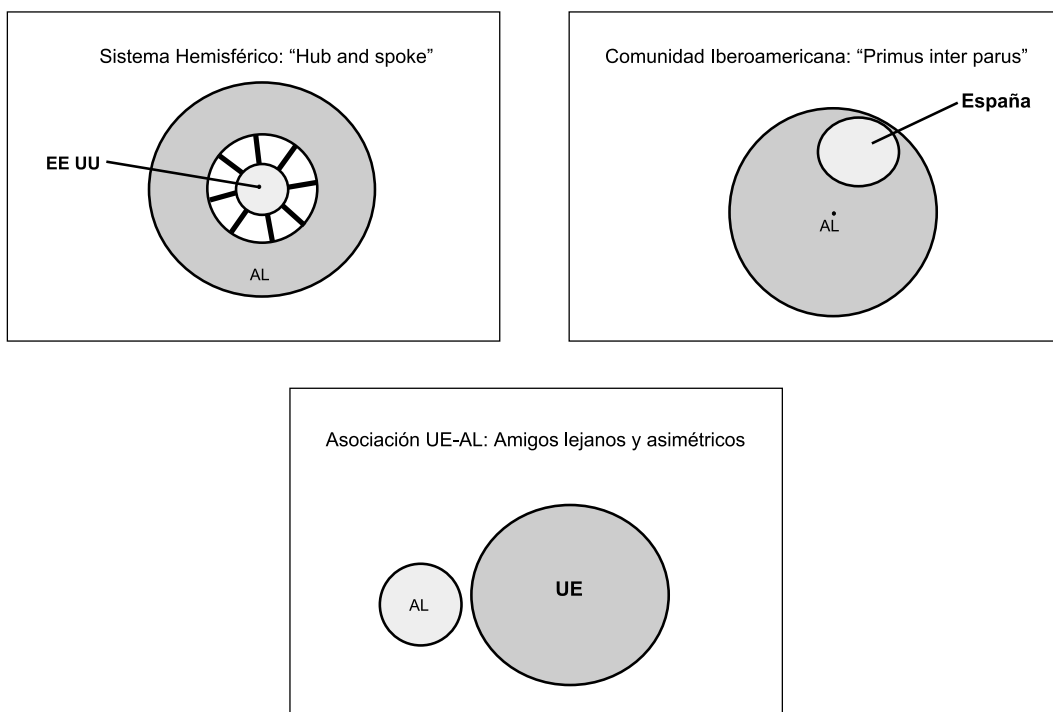 Sistema Hemisférico: “Hub and spoke”
EE UU
AL
Comunidad Iberoamericana: “Primus inter parus”
España
AL
Asociación UE-AL: Amigos lejanos y asimétricos
AL
UE